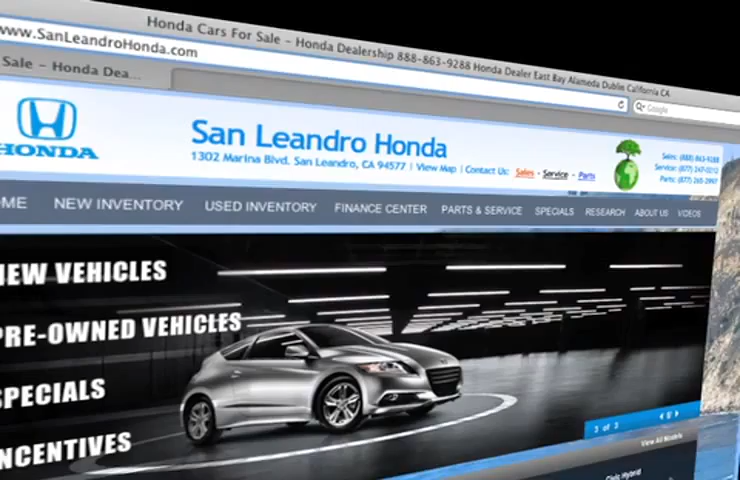 Honda Cars For Sale - Honda Dealership 888-863-9288 Honda Dealer East Bay Alameda Dublin California CA
www.SanLeandroHonda.com
Google
Sale - Honda Dea...
HONDA
San Leandro Honda
1302 Marina Blvd. San Leandro, CA 94577 | View Map | Contact Us: Sales - Service - Parts
Sales: (888) 863-9288
Service: (877) 247-0212
Parts: (877) 265-2997
OME NEW INVENTORY USED INVENTORY FINANCE CENTER PARTS & SERVICE SPECIALS RESEARCH ABOUT US VIDEOS
NEW VEHICLES
PRE-OWNED VEHICLES
SPECIALS
INCENTIVES
3 of 3
View All Models
Civic Hybrid